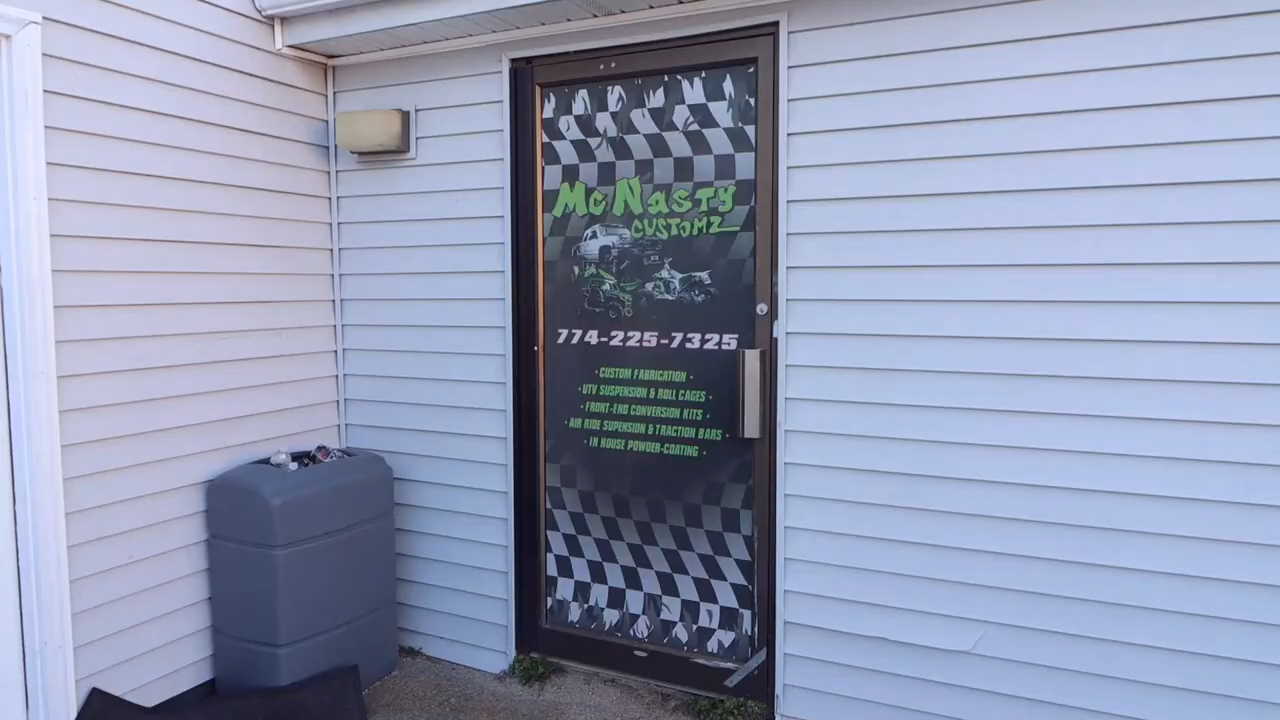 McNasty
Customz
774-225-7325
• CUSTOM FABRICATION •
• UTV SUSPENSION & ROLL CAGES •
• FRONT-END CONVERSION KITS •
• AIR RIDE SUPENSION & TRACTION BARS •
• IN HOUSE POWDER-COATING •